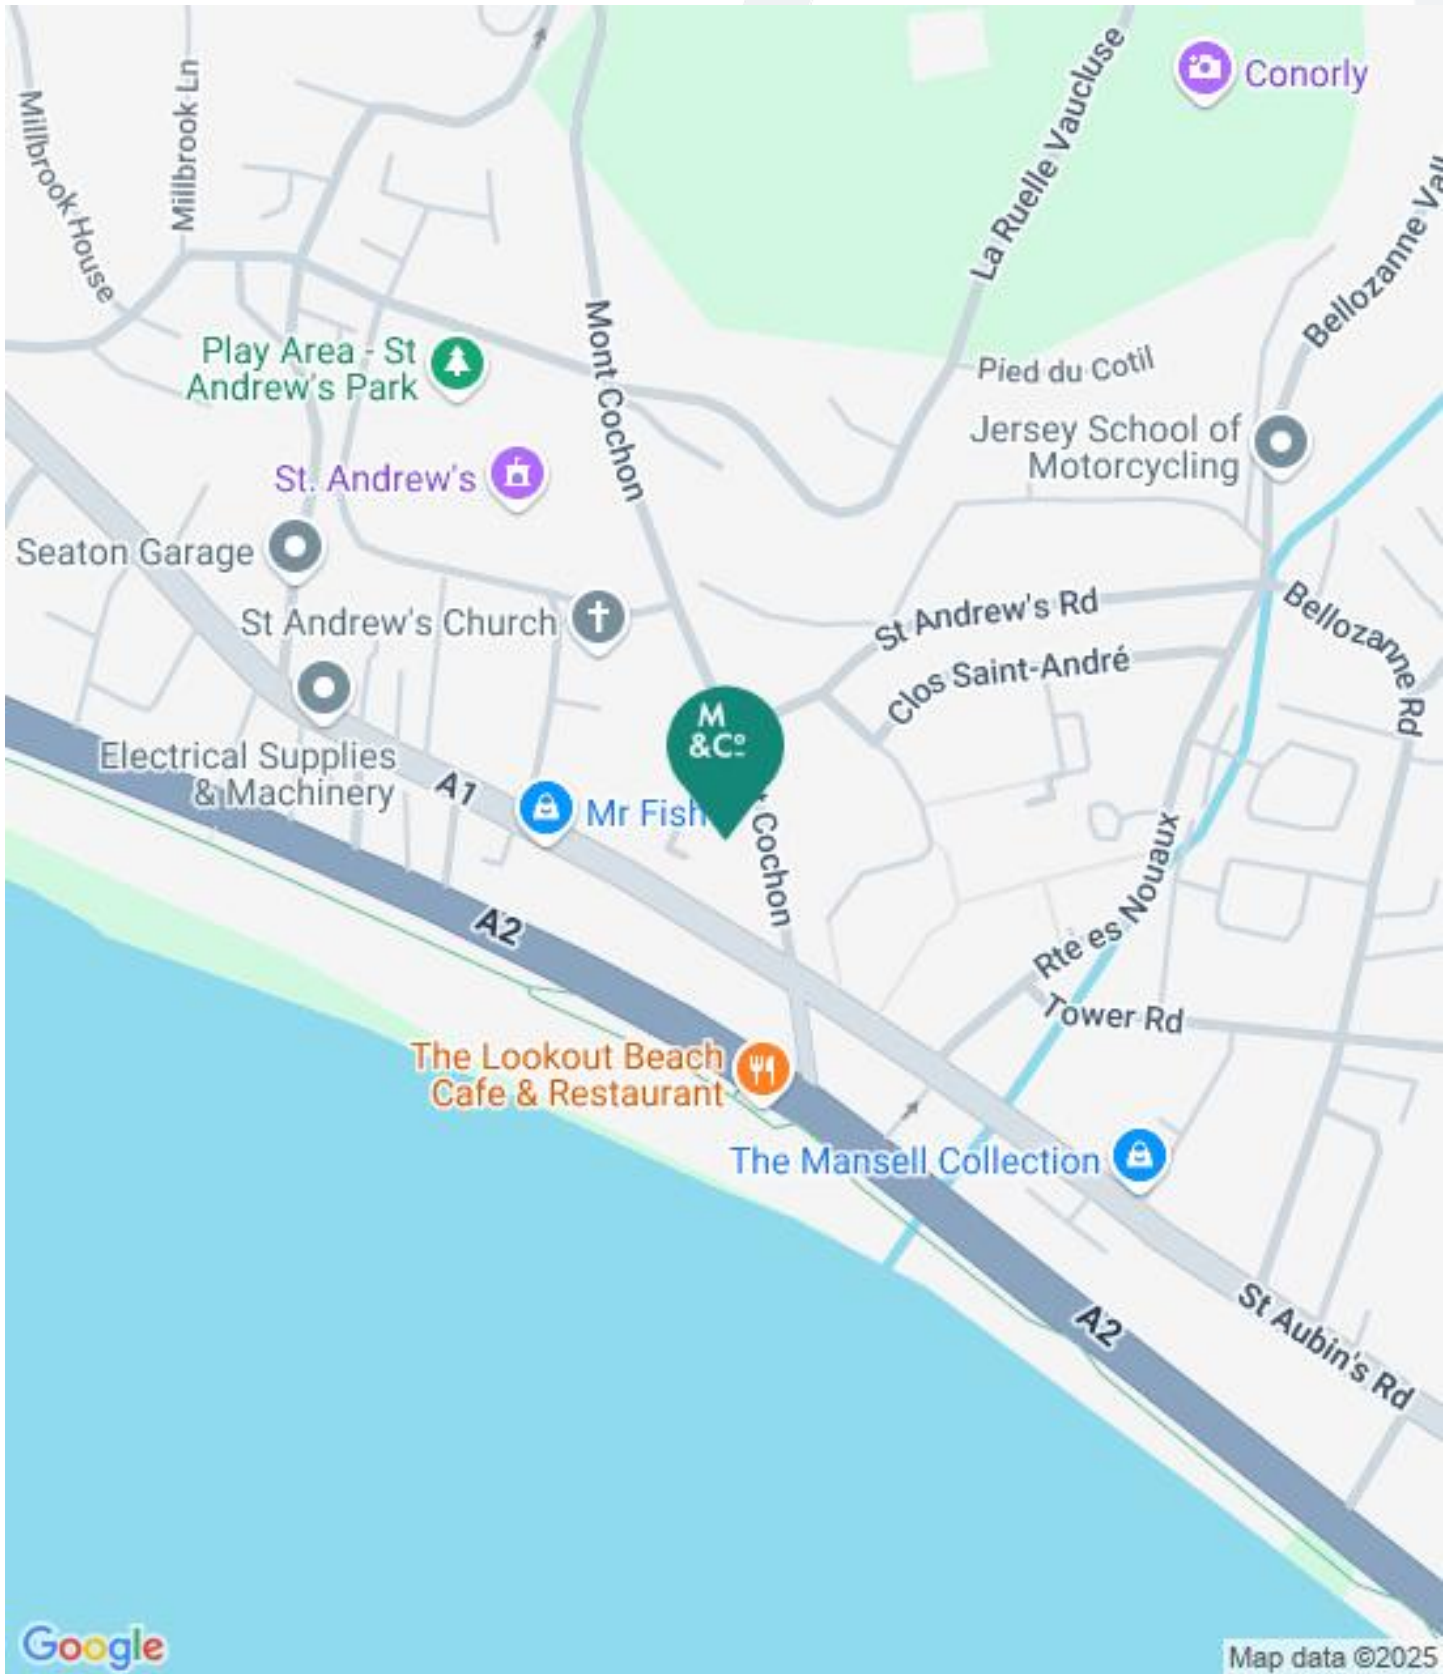 Conorly
Millbrook Ln
Millbrook House
La Ruelle Vaucluse
Bellozanne
Mont Cochon
Play Area - St
Andrew's Park
Pied du Cotil
Jersey School of
Motorcycling
St. Andrew's
Seaton Garage
St Andrew's Church
St Andrew's Rd
Bellozanne Rd
Clos Saint-André
M
&Cº
Electrical Supplies
& Machinery
A1
Mr Fish
Cochon
Rte es Nouaux
A2
Tower Rd
The Lookout Beach
Cafe & Restaurant
The Mansell Collection
St Aubin's Rd
A2
Google
Map data ©2025